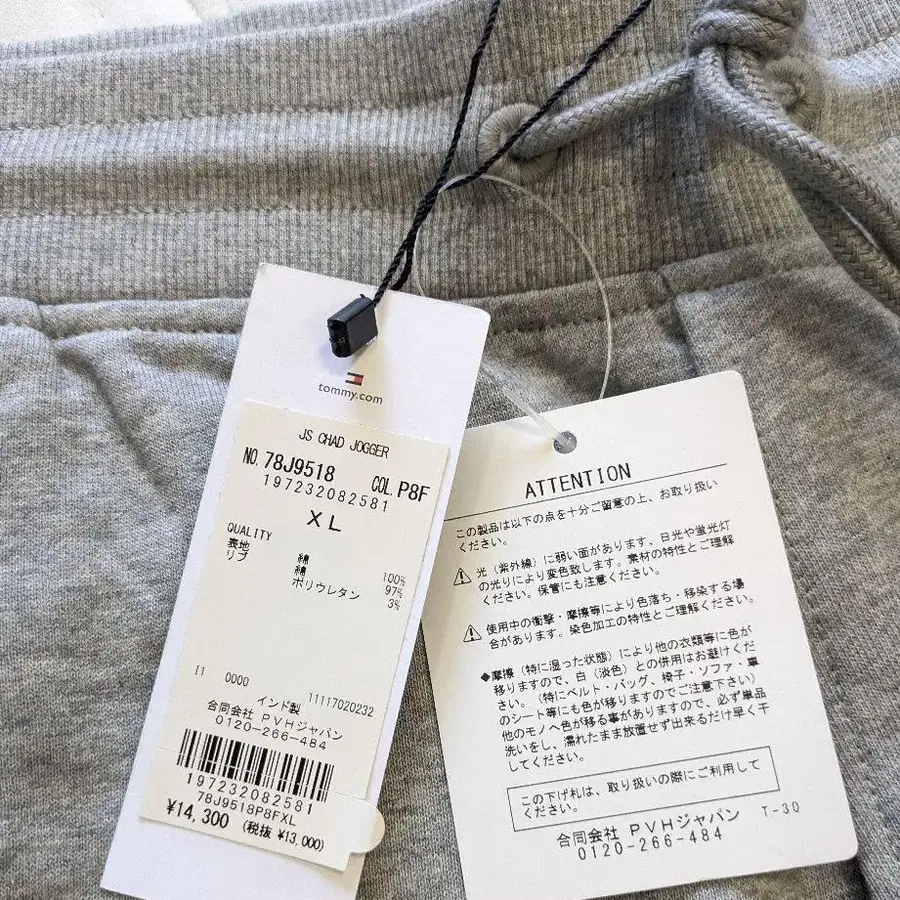 tommy.com
JS CHAD JOGGER
NO. 78J9518 COL. P8F
197232082581
XL
QUALITY
表地 綿 100%
リブ 綿 97%
ポリウレタン 3%
I1 0000
インド製 11117020232
合同会社 PVHジャパン
0120-266-484
197232082581
78J9518P8FXL
¥14,300 (税抜 ¥13,000)
ATTENTION
この製品は以下の点を十分ご留意の上、お取り扱い
ください。
光（紫外線）に弱い面があります、日光や蛍光灯
の光りにより変色致します。素材の特性とご理解
ください。保管にも注意ください。
使用中の衝撃・摩擦等により色落ち・移染する場
合があります。染色加工の特性とご理解ください。
◆摩擦（特に湿った状態）により他の衣類等に色が
移りますので、白（淡色）との併用はお避けくだ
さい。（特にベルト・バッグ、椅子・ソファ・車
のシート等にも色が移りますのでご注意下さい）
他のモノへ色が移る事がありますので、必ず単品
洗いをし、濡れたまま放置せず出来るだけ早く干
してください。
この下げ札は、取り扱いの際にご利用して
ください。
合同会社 PVHジャパン T-30
0120-266-484